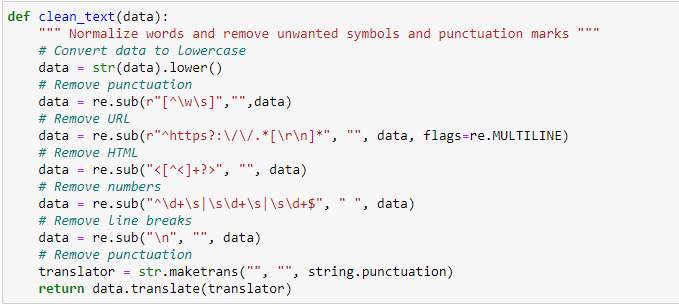 def clean_text(data):
    """ Normalize words and remove unwanted symbols and punctuation marks """
    # Convert data to lowercase
    data = str(data).lower()
    # Remove punctuation
    data = re.sub(r"[^\w\s]","",data)
    # Remove URL
    data = re.sub(r"^https?:\/\/.*[\r\n]*", "", data, flags=re.MULTILINE)
    # Remove HTML
    data = re.sub("<[^<]+?>", "", data)
    # Remove numbers
    data = re.sub("^\d+\s|\s\d+\s|\s\d+$", " ", data)
    # Remove line breaks
    data = re.sub("\n", "", data)
    # Remove punctuation
    translator = str.maketrans("", "", string.punctuation)
    return data.translate(translator)